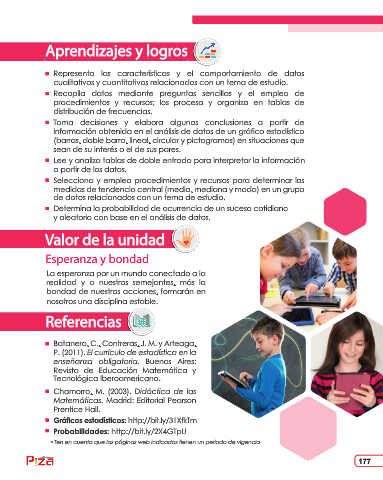 Aprendizajes y logros
Representa las características y el comportamiento de datos
cualitativos y cuantitativos relacionados con un tema de estudio.
Recopila datos mediante preguntas sencillas y el empleo de
procedimientos y recursos; los procesa y organiza en tablas de
distribución de frecuencias.
Toma decisiones y elabora algunas conclusiones a partir de
información obtenida en el análisis de datos de un gráfico estadístico
(barras, doble barra, lineal, circular y pictogramas) en situaciones que
sean de su interés o el de sus pares.
Lee y analiza tablas de doble entrada para interpretar la información
a partir de los datos.
Selecciona y emplea procedimientos y recursos para determinar las
medidas de tendencia central (media, mediana y moda) en un grupo
de datos relacionados con un tema de estudio.
Determina la probabilidad de ocurrencia de un suceso cotidiano
y aleatorio con base en el análisis de datos.
Valor de la unidad
Esperanza y bondad
La esperanza por un mundo conectado a la
realidad y a nuestros semejantes, más la
bondad de nuestras acciones, formarán en
nosotros una disciplina estable.
Referencias
Batanero, C., Contreras, J. M. y Arteaga,
P. (2011). El currículo de estadística en la
enseñanza obligatoria. Buenos Aires:
Revista de Educación Matemática y
Tecnológica Iberoamericana.
Chamorro, M. (2003). Didáctica de las
Matemáticas. Madrid: Editorial Pearson
Prentice Hall.
Gráficos estadísticos: http://bit.ly/31XfkTm
Probabilidades: http://bit.ly/2X4GTpU
* Ten en cuenta que las páginas web indicadas tienen un periodo de vigencia
177